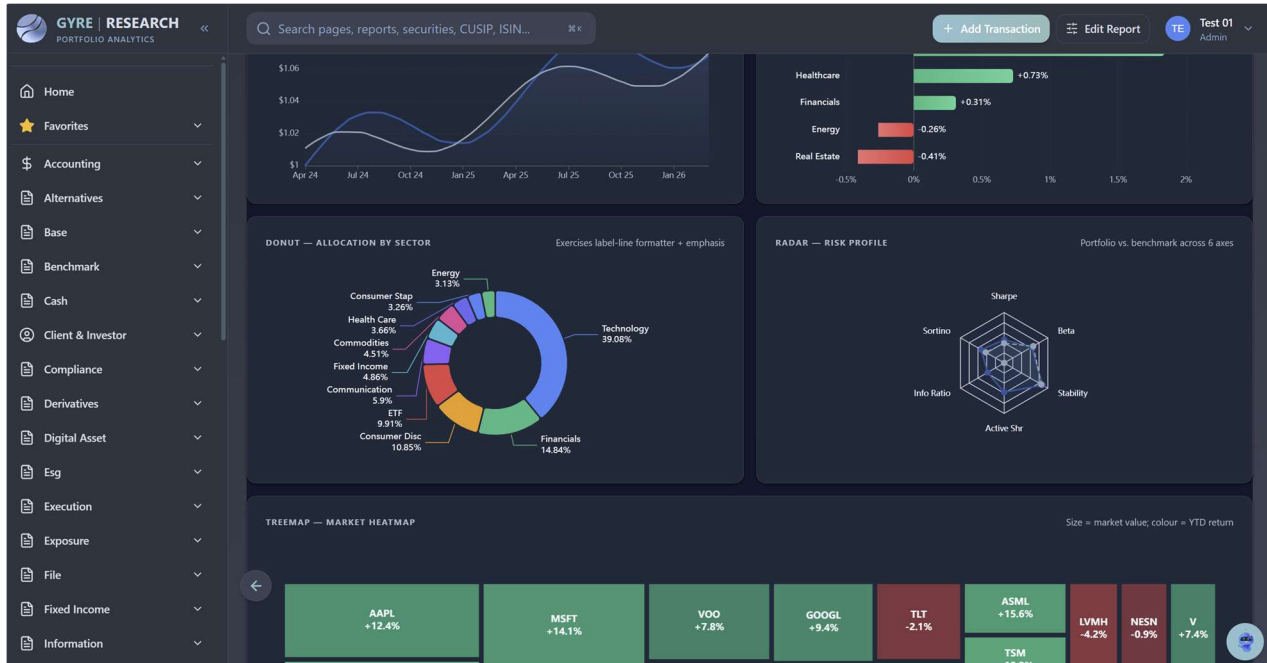 GYRE | RESEARCH
PORTFOLIO ANALYTICS
Search pages, reports, securities, CUSIP, ISIN...
⌘K
+ Add Transaction
Edit Report
TE
Test 01
Admin
Home
Favorites
Accounting
Alternatives
Base
Benchmark
Cash
Client & Investor
Compliance
Derivatives
Digital Asset
Esg
Execution
Exposure
File
Fixed Income
Information
$1.06
$1.04
$1.02
$1
Apr 24 Jul 24 Oct 24 Jan 25 Apr 25 Jul 25 Oct 25 Jan 26
Healthcare +0.73%
Financials +0.31%
Energy -0.26%
Real Estate -0.41%
-0.5% 0% 0.5% 1% 1.5% 2%
DONUT — ALLOCATION BY SECTOR
Exercises label-line formatter + emphasis
Energy
3.13%
Consumer Stap
3.26%
Health Care
3.66%
Commodities
4.51%
Fixed Income
4.86%
Communication
5.9%
ETF
9.91%
Consumer Disc
10.85%
Technology
39.08%
Financials
14.84%
RADAR — RISK PROFILE
Portfolio vs. benchmark across 6 axes
Sharpe
Sortino
Beta
Info Ratio
Stability
Active Shr
TREEMAP — MARKET HEATMAP
Size = market value; colour = YTD return
AAPL
+12.4%
MSFT
+14.1%
VOO
+7.8%
GOOGL
+9.4%
TLT
-2.1%
ASML
+15.6%
TSM
LVMH
-4.2%
NESN
-0.9%
V
+7.4%